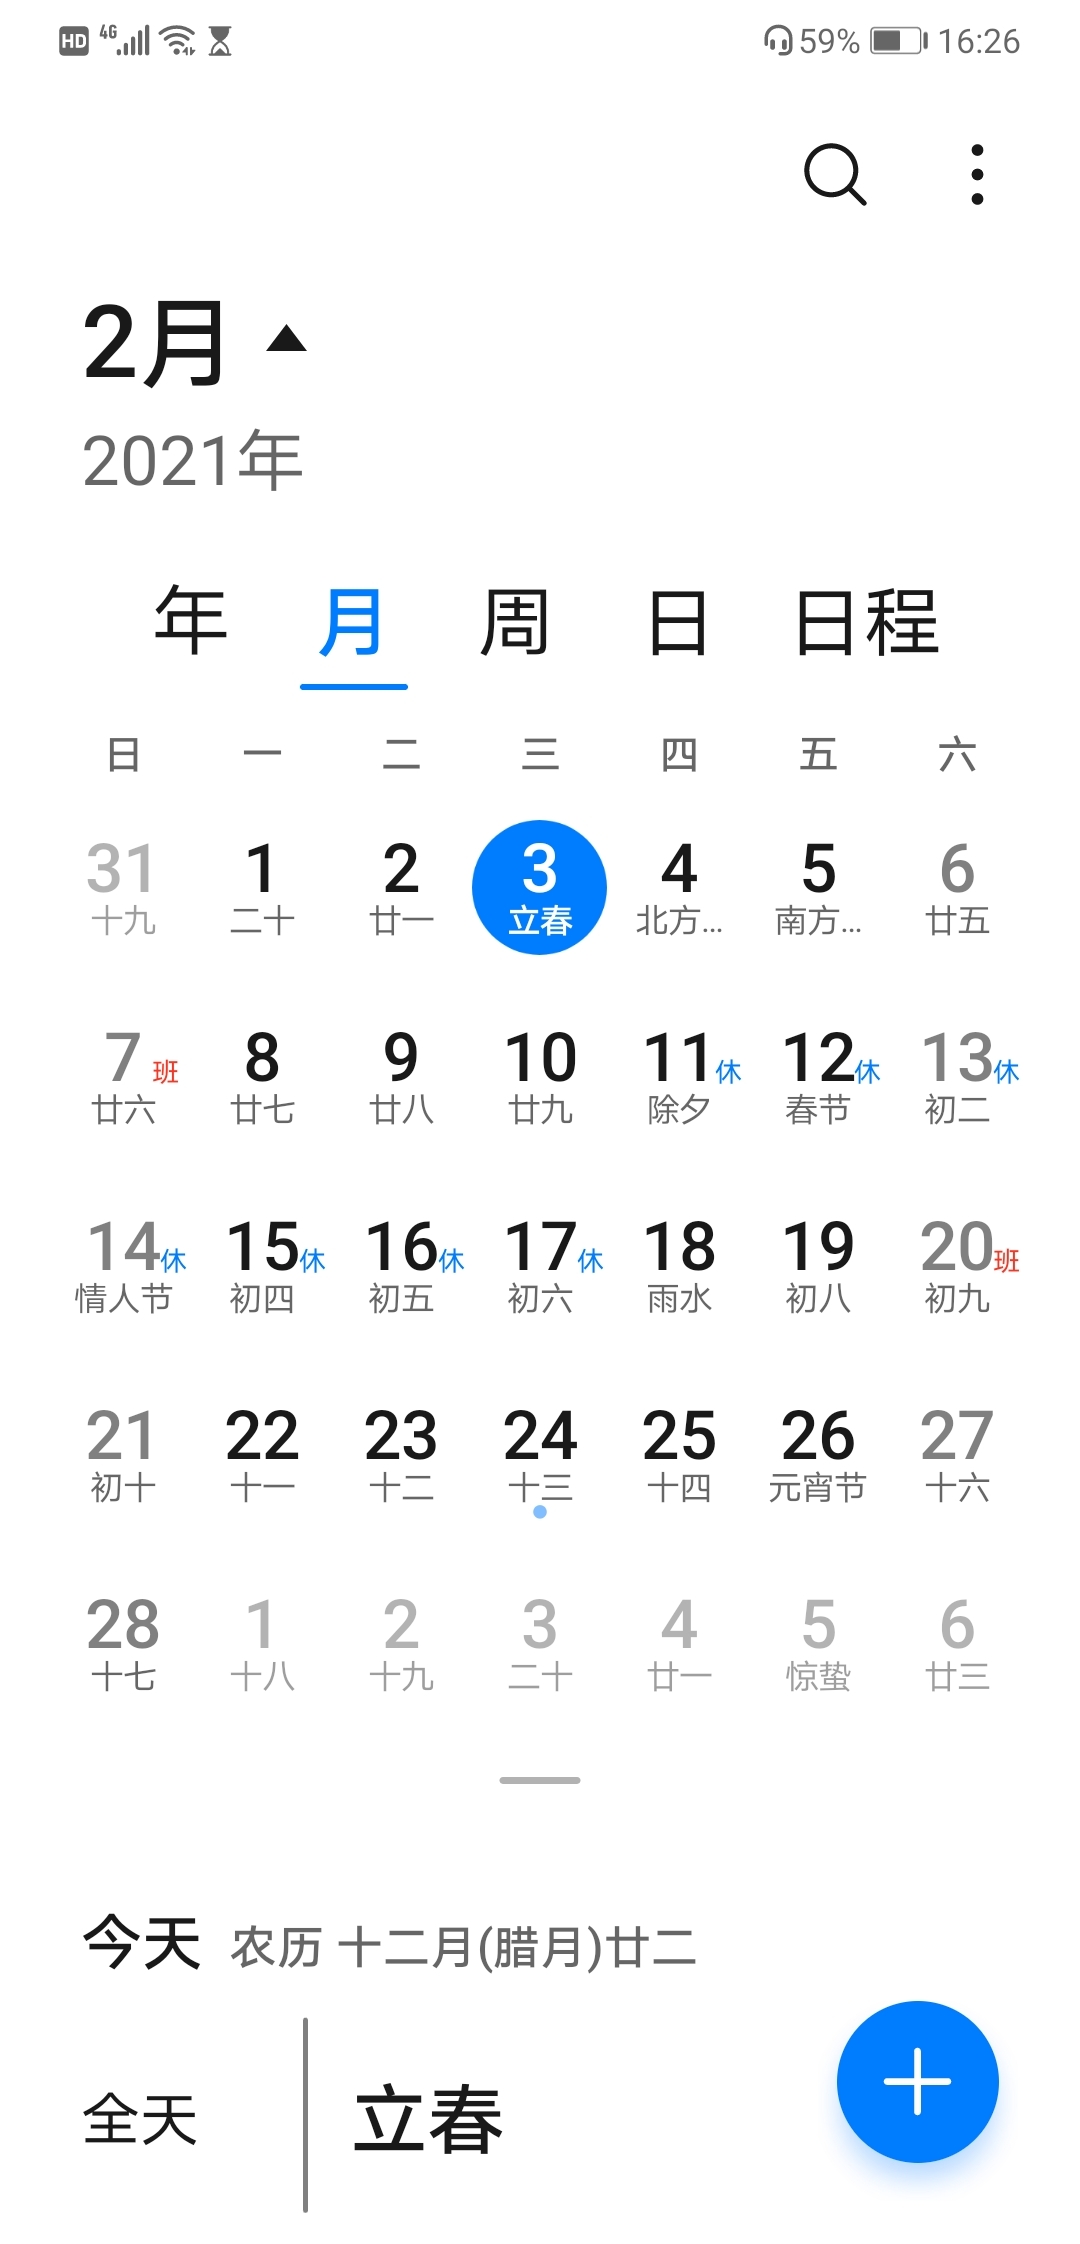 HD 4G 59% 16:26
2月
2021年
年 月 周 日 日程
日 一 二 三 四 五 六
31 1 2 3 4 5 6
十九 二十 廿一 立春 北方... 南方... 廿五
7 班 8 9 10 11 休 12 休 13 休
廿六 廿七 廿八 廿九 除夕 春节 初二
14 休 15 休 16 休 17 休 18 19 20 班
情人节 初四 初五 初六 雨水 初八 初九
21 22 23 24 25 26 27
初十 十一 十二 十三 十四 元宵节 十六
28 1 2 3 4 5 6
十七 十八 十九 二十 廿一 惊蛰 廿三
今天 农历 十二月(腊月)廿二
全天 立春